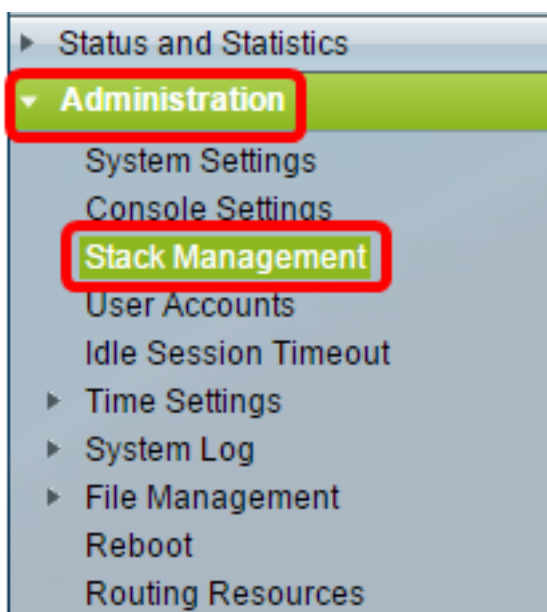 Status and Statistics
Administration
System Settings
Console Settings
Stack Management
User Accounts
Idle Session Timeout
Time Settings
System Log
File Management
Reboot
Routing Resources